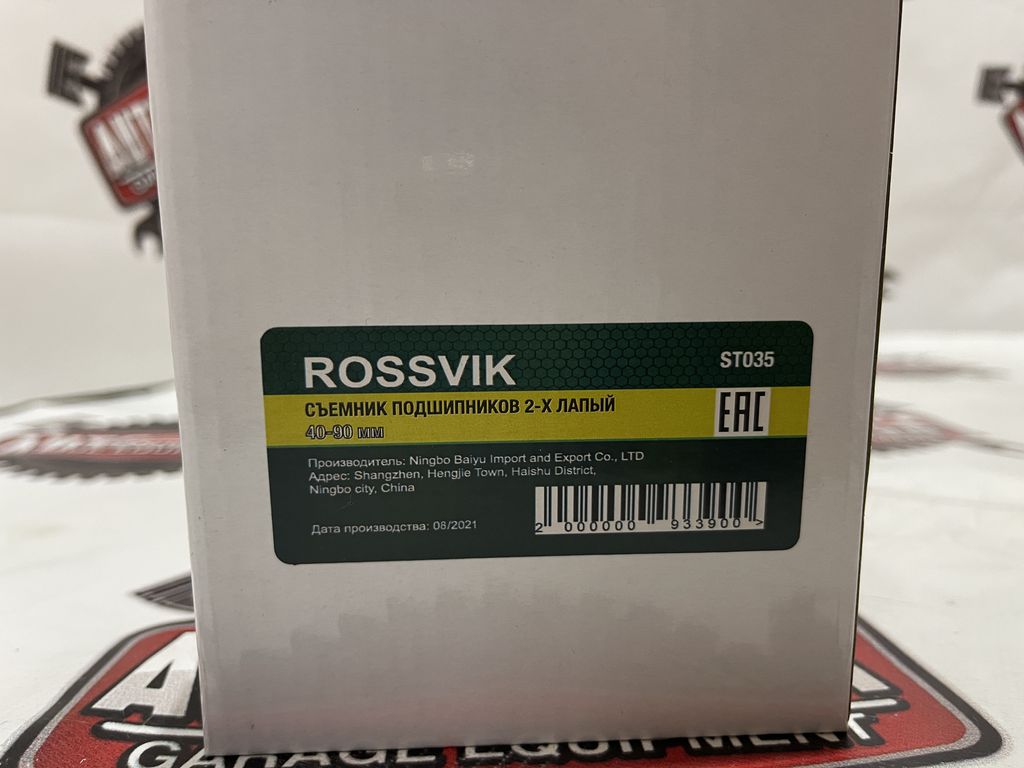 ROSSVIK
ST035
СЪЕМНИК ПОДШИПНИКОВ 2-Х ЛАПЫЙ
EAC
40-90 мм
Производитель: Ningbo Baiyu Import and Export Co., LTD
Адрес: Shangzhen, Hengjie Town, Haishu District,
Ningbo city, China
Дата производства: 08/2021
2 000000 933900 >
GARAGE EQUIPMENT